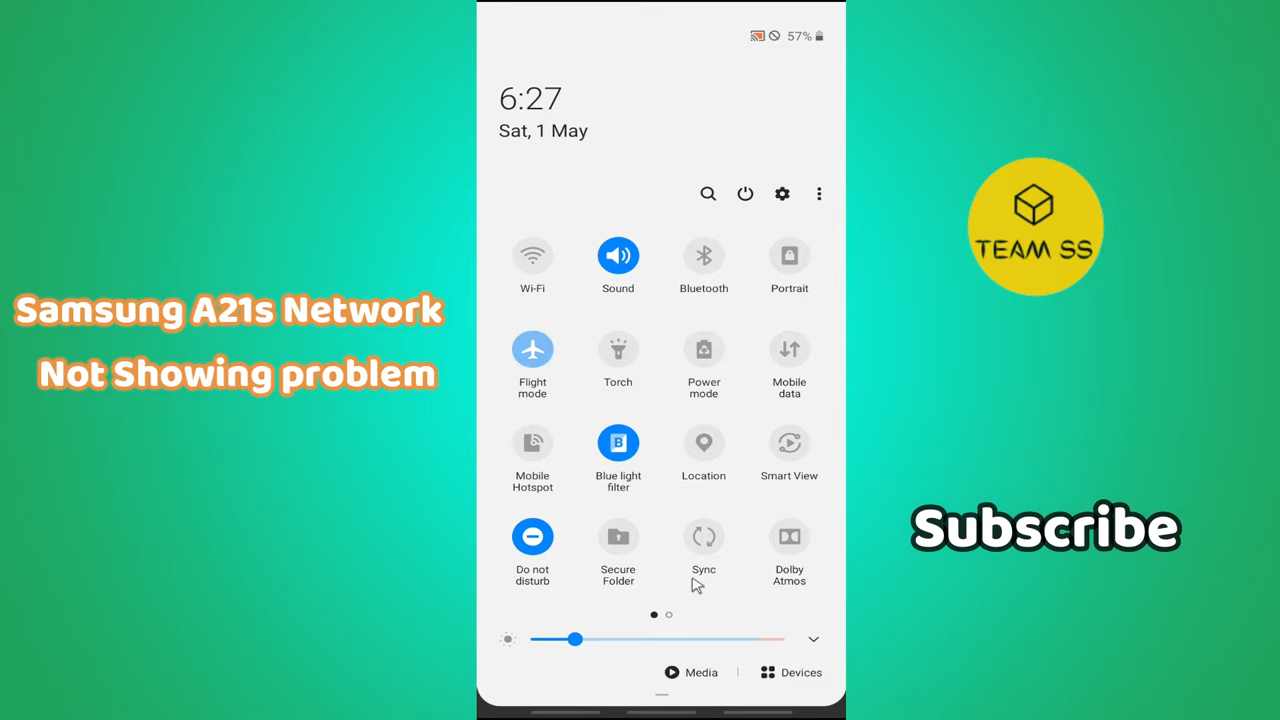 57%
6:27
Sat, 1 May
Wi-Fi
Sound
Bluetooth
Portrait
Flight
mode
Torch
Power
mode
Mobile
data
Mobile
Hotspot
B
Blue light
filter
Location
Smart View
Do not
disturb
Secure
Folder
Sync
Dolby
Atmos
Media
Devices
Samsung A21s Network
Not Showing problem
TEAM SS
Subscribe